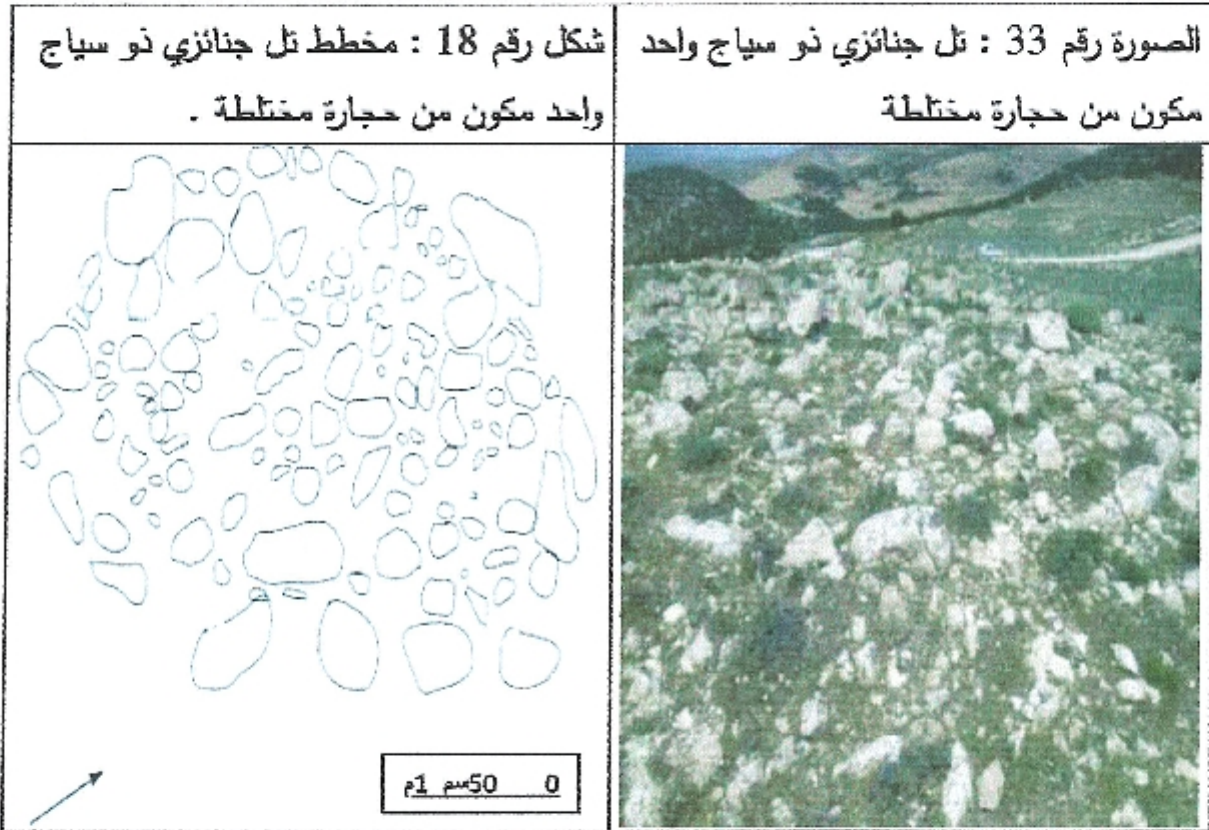 الصورة رقم 33 : تل جنائزي ذو سياج واحد
مكون من حجارة مختلطة
شكل رقم 18 : مخطط تل جنائزي ذو سياج
واحد مكون من حجارة مختلطة .
0 50سم 1م